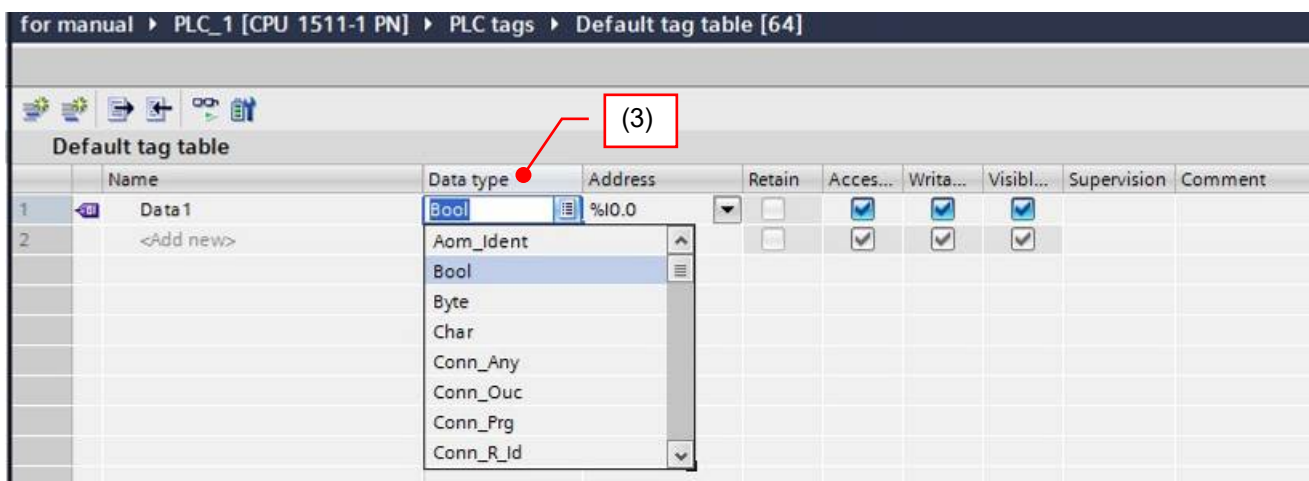 for manual ▸ PLC_1 [CPU 1511-1 PN] ▸ PLC tags ▸ Default tag table [64]
(3)
Default tag table
Name Data type Address Retain Acces... Writa... Visibl... Supervision Comment
1 Data1 Bool %I0.0
2 <Add new>
Aom_Ident
Bool
Byte
Char
Conn_Any
Conn_Ouc
Conn_Prg
Conn_R_Id